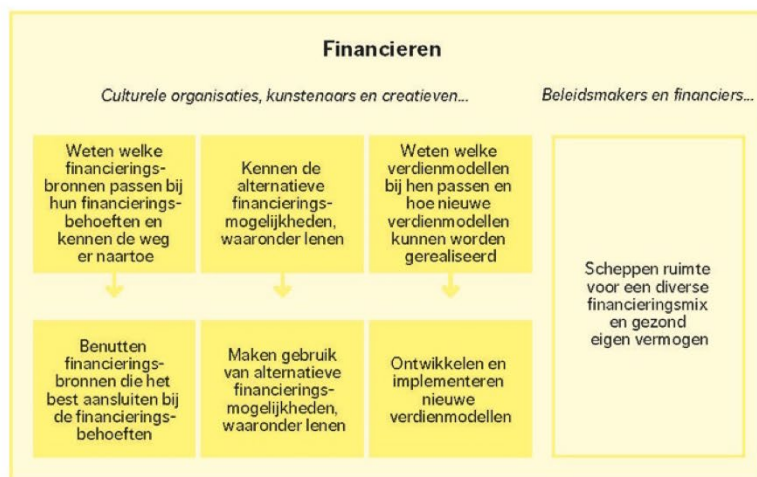 Financieren
Culturele organisaties, kunstenaars en creatieven...
Beleidsmakers en financiers...
Weten welke
financierings-
bronnen passen bij
hun financierings-
behoeften en
kennen de weg
er naartoe
Kennen de
alternatieve
financierings-
mogelijkheden,
waaronder lenen
Weten welke
verdienmodellen
bij hen passen en
hoe nieuwe
verdienmodellen
kunnen worden
gerealiseerd
Benutten
financierings-
bronnen die het
best aansluiten bij
de financierings-
behoeften
Maken gebruik
van alternatieve
financierings-
mogelijkheden,
waaronder lenen
Ontwikkelen en
implementeren
nieuwe
verdienmodellen
Scheppen ruimte
voor een diverse
financieringsmix
en gezond
eigen vermogen